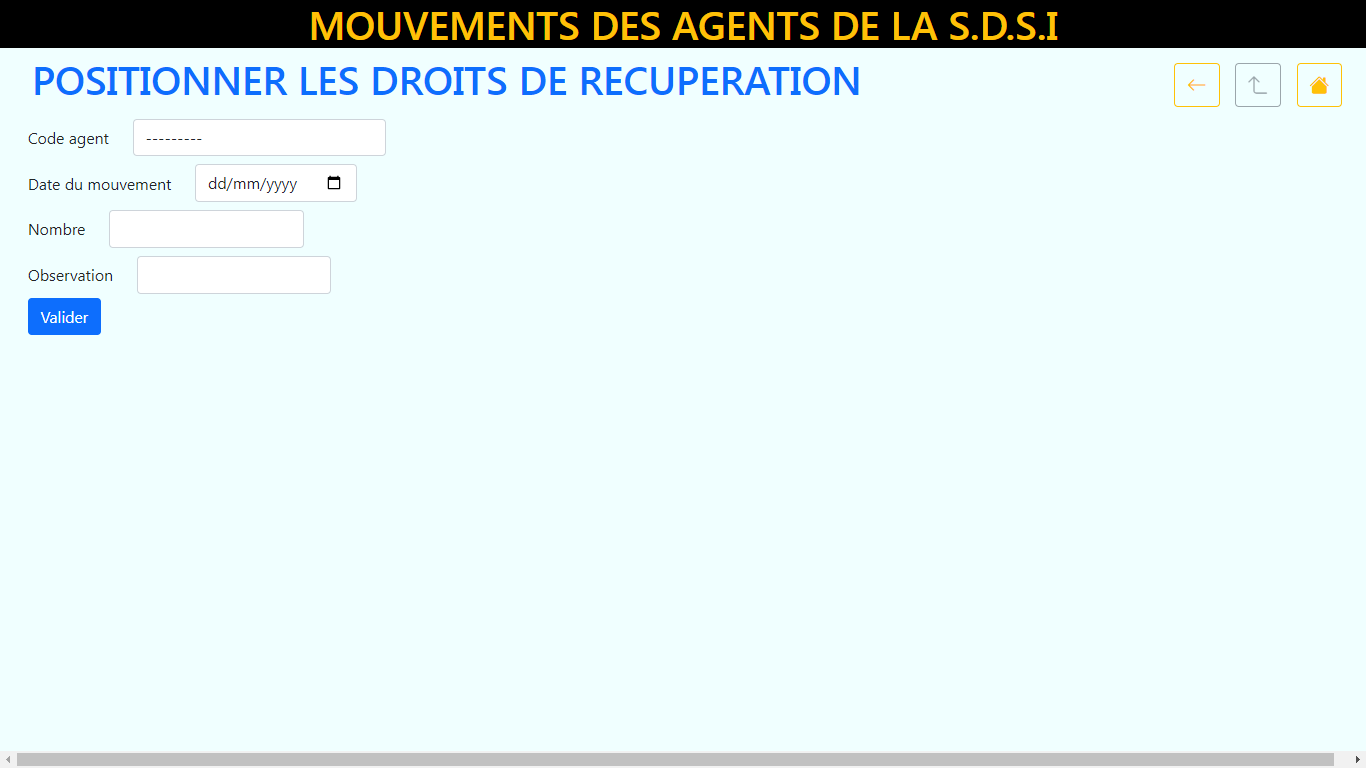 MOUVEMENTS DES AGENTS DE LA S.D.S.I
POSITIONNER LES DROITS DE RECUPERATION
Code agent ---------
Date du mouvement dd/mm/yyyy
Nombre
Observation
Valider